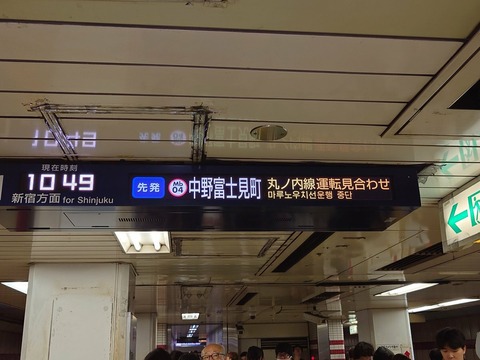 現在時刻
10 49
新宿方面 for Shinjuku
先発 Mb 04 中野富士見町 丸ノ内線運転見合わせ
마루노우치선운행 중단